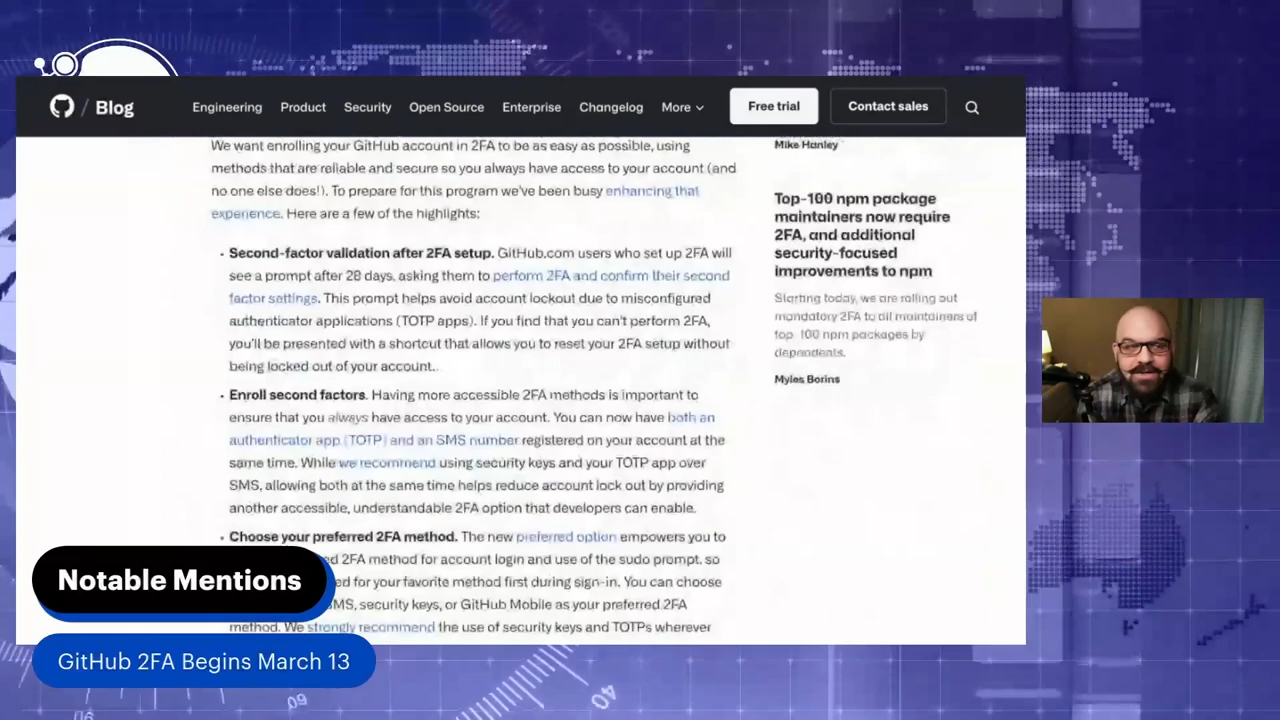 / Blog
Engineering Product Security Open Source Enterprise Changelog More Free trial Contact sales
We want enrolling your GitHub account in 2FA to be as easy as possible, using
methods that are reliable and secure so you always have access to your account (and
no one else does!). To prepare for this program we've been busy enhancing that
experience. Here are a few of the highlights:
• Second-factor validation after 2FA setup. GitHub.com users who set up 2FA will
see a prompt after 28 days, asking them to perform 2FA and confirm their second
factor settings. This prompt helps avoid account lockout due to misconfigured
authenticator applications (TOTP apps). If you find that you can't perform 2FA,
you'll be presented with a shortcut that allows you to reset your 2FA setup without
being locked out of your account..
• Enroll second factors. Having more accessible 2FA methods is important to
ensure that you always have access to your account. You can now have both an
authenticator app (TOTP) and an SMS number registered on your account at the
same time. While we recommend using security keys and your TOTP app over
SMS, allowing both at the same time helps reduce account lock out by providing
another accessible, understandable 2FA option that developers can enable.
• Choose your preferred 2FA method. The new preferred option empowers you to
ed 2FA method for account login and use of the sudo prompt, so
ed for your favorite method first during sign-in. You can choose
MS, security keys, or GitHub Mobile as your preferred 2FA
method. We strongly recommend the use of security keys and TOTPs wherever
Mike Hanley
Top-100 npm package
maintainers now require
2FA, and additional
security-focused
improvements to npm
Starting today, we are rolling out
mandatory 2FA to all maintainers of
top-100 npm packages by
dependents.
Myles Borins
Notable Mentions
GitHub 2FA Begins March 13
60
40